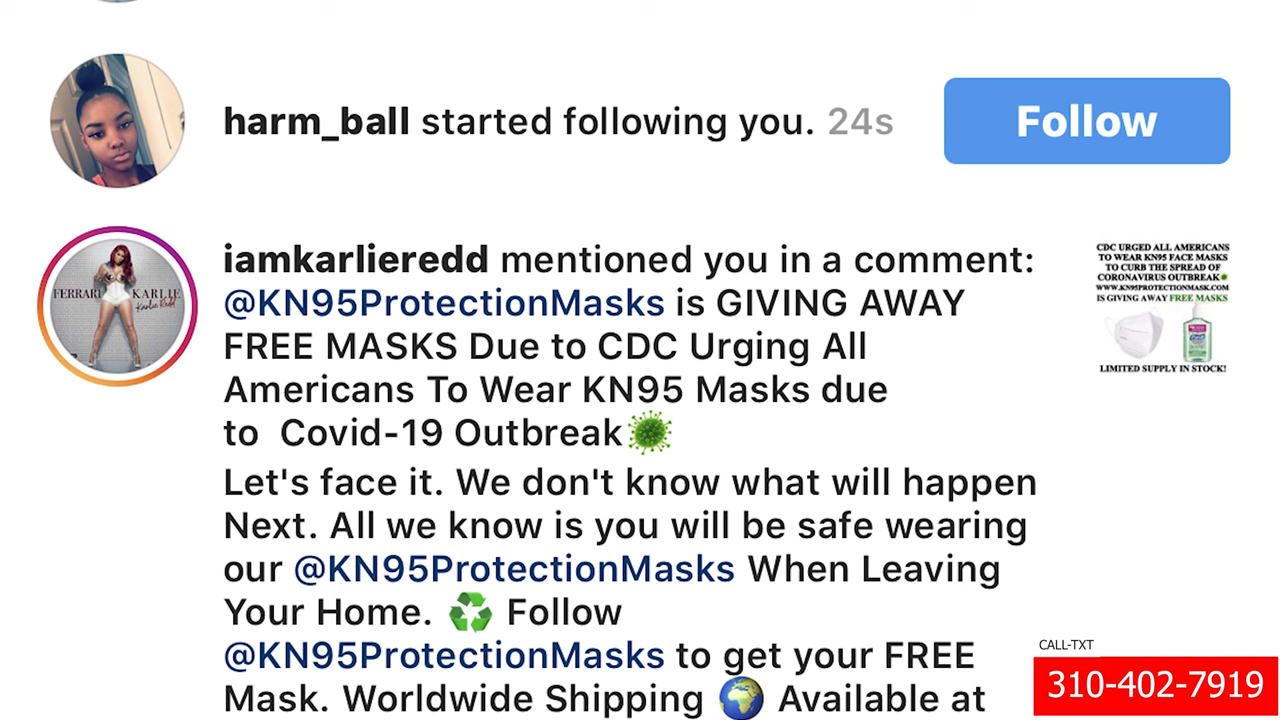 harm_ball started following you. 24s
Follow
iamkarlieredd mentioned you in a comment:
@KN95ProtectionMasks is GIVING AWAY
FREE MASKS Due to CDC Urging All
Americans To Wear KN95 Masks due
to Covid-19 Outbreak
Let's face it. We don't know what will happen
Next. All we know is you will be safe wearing
our @KN95ProtectionMasks When Leaving
Your Home. ♻️ Follow
@KN95ProtectionMasks to get your FREE
Mask. Worldwide Shipping 🌍 Available at
FERRARI KARLIE
Karlie Redd
CDC URGED ALL AMERICANS
TO WEAR KN95 FACE MASKS
TO CURB THE SPREAD OF
CORONAVIRUS OUTBREAK
WWW.KN95PROTECTIONMASK.COM
IS GIVING AWAY FREE MASKS
LIMITED SUPPLY IN STOCK!
CALL-TXT
310-402-7919